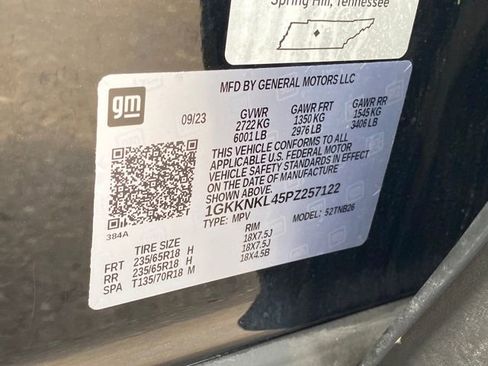 Spring Hill, Tennessee
MFD BY GENERAL MOTORS LLC
gm
09/23 GVWR GAWR FRT GAWR RR
2722 KG 1350 KG 1545 KG
6001 LB 2976 LB 3406 LB
THIS VEHICLE CONFORMS TO ALL
APPLICABLE U.S. FEDERAL MOTOR
VEHICLE SAFETY STANDARDS IN EFFECT
ON THE DATE OF MANUFACTURE
SHOWN ABOVE.
1GKKNKL45PZ257122
TYPE: MPV MODEL: 52TNB26
384A
TIRE SIZE RIM
FRT 235/65R18 H 18X7.5J
RR 235/65R18 H 18X7.5J
SPA T135/70R18 M 18X4.5B